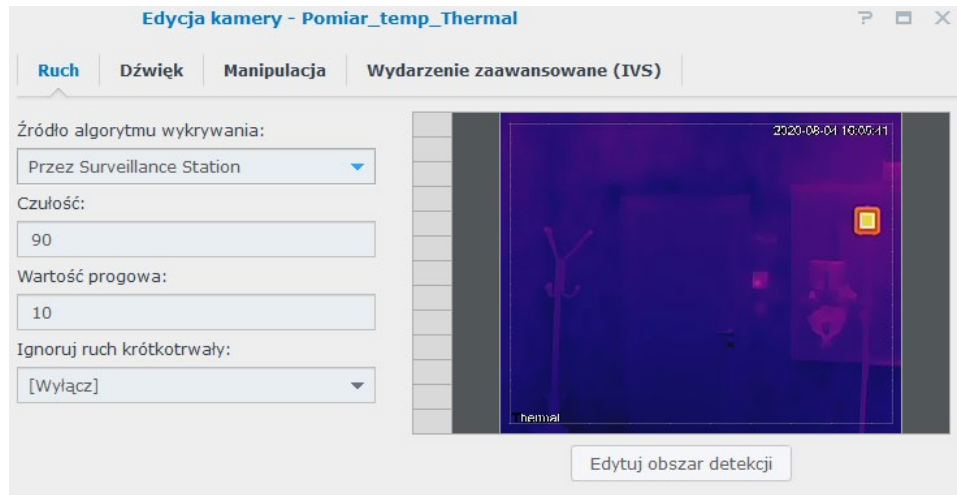 Edycja kamery - Pomiar_temp_Thermal
Ruch Dźwięk Manipulacja Wydarzenie zaawansowane (IVS)
Źródło algorytmu wykrywania:
Przez Surveillance Station
Czułość:
90
Wartość progowa:
10
Ignoruj ruch krótkotrwały:
[Wyłącz]
2020-08-04 16:05:41
Thermal
Edytuj obszar detekcji